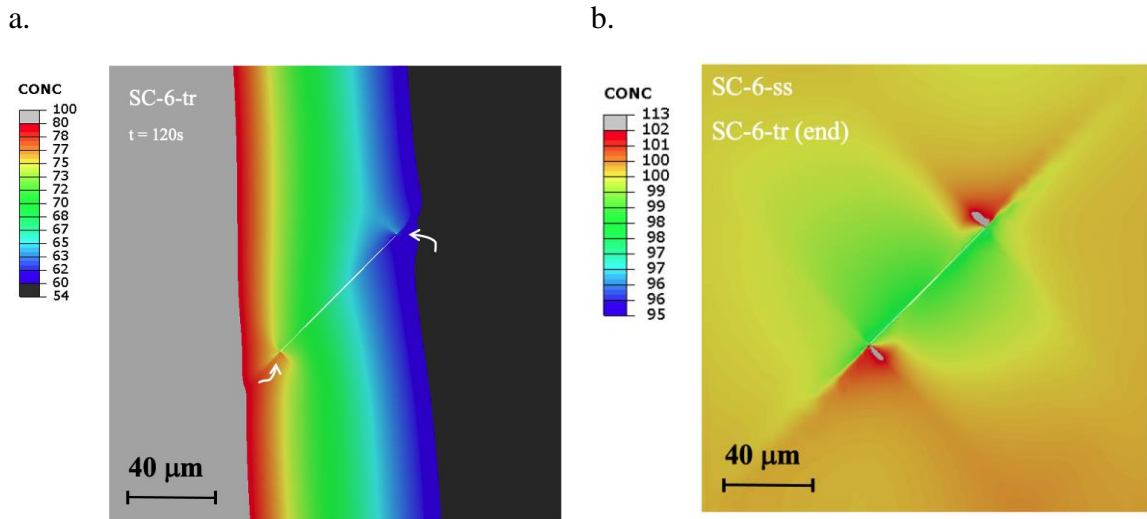 a.
CONC
100
80
78
77
75
73
72
70
68
67
65
63
62
60
54
SC-6-tr
t = 120s
40 μm
b.
CONC
113
102
101
100
100
99
99
98
98
97
97
96
96
95
SC-6-ss
SC-6-tr (end)
40 μm